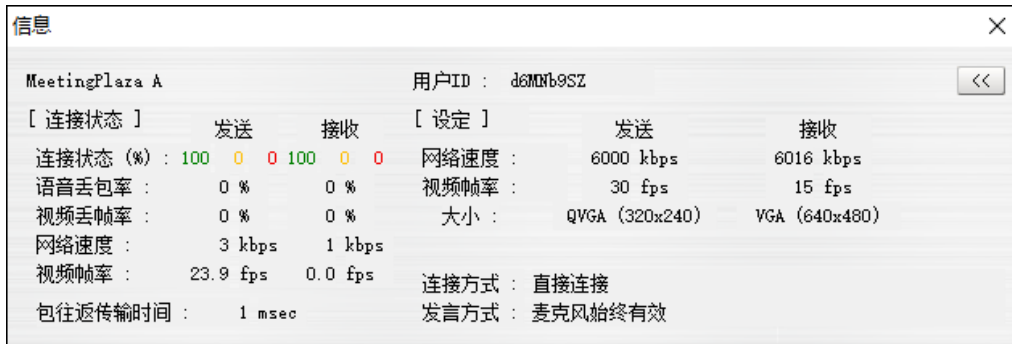 信息
MeetingPlaza A
用户ID : d6MNb9SZ
<<
[ 连接状态 ] 发送 接收
连接状态 (%) : 100 0 0 100 0 0
语音丢包率 : 0 % 0 %
视频丢帧率 : 0 % 0 %
网络速度 : 3 kbps 1 kbps
视频帧率 : 23.9 fps 0.0 fps
包往返传输时间 : 1 msec
[ 设定 ] 发送 接收
网络速度 : 6000 kbps 6016 kbps
视频帧率 : 30 fps 15 fps
大小 : QVGA (320x240) VGA (640x480)
连接方式 : 直接连接
发言方式 : 麦克风始终有效